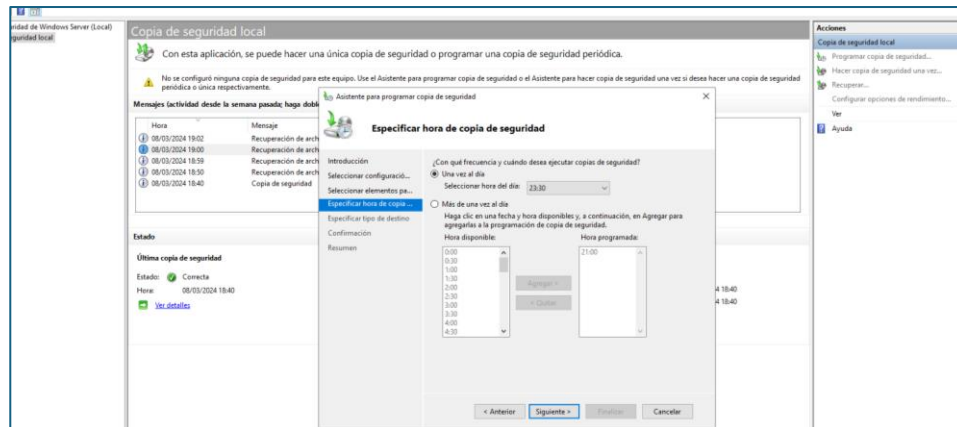 ridad de Windows Server (Local)
eguridad local
Copia de seguridad local
Con esta aplicación, se puede hacer una única copia de seguridad o programar una copia de seguridad periódica.
No se configuró ninguna copia de seguridad para este equipo. Use el Asistente para programar copia de seguridad o el Asistente para hacer copia de seguridad una vez si desea hacer una copia de seguridad
periódica o única respectivamente.
Mensajes (actividad desde la semana pasada; haga dobl
Hora Mensaje
08/03/2024 19:02 Recuperación de arch
08/03/2024 19:00 Recuperación de arch
08/03/2024 18:59 Recuperación de arch
08/03/2024 18:50 Recuperación de arch
08/03/2024 18:40 Copia de seguridad
Estado
Última copia de seguridad
Estado: Correcta
Hora: 08/03/2024 18:40
Ver detalles
4 18:40
4 18:40
Asistente para programar copia de seguridad
Especificar hora de copia de seguridad
Introducción
Seleccionar configuració...
Seleccionar elementos pa...
Especificar hora de copia ...
Especificar tipo de destino
Confirmación
Resumen
¿Con qué frecuencia y cuándo desea ejecutar copias de seguridad?
Una vez al día
Seleccionar hora del día: 23:30
Más de una vez al día
Haga clic en una fecha y hora disponibles y, a continuación, en Agregar para
agregarlas a la programación de copia de seguridad.
Hora disponible: Hora programada:
0:00 21:00
0:30
1:00
1:30
2:00
2:30
3:00
3:30
4:00
4:30
Agregar >
< Quitar
< Anterior Siguiente > Finalizar Cancelar
Acciones
Copia de seguridad local
Programar copia de seguridad...
Hacer copia de seguridad una vez...
Recuperar...
Configurar opciones de rendimiento...
Ver
Ayuda